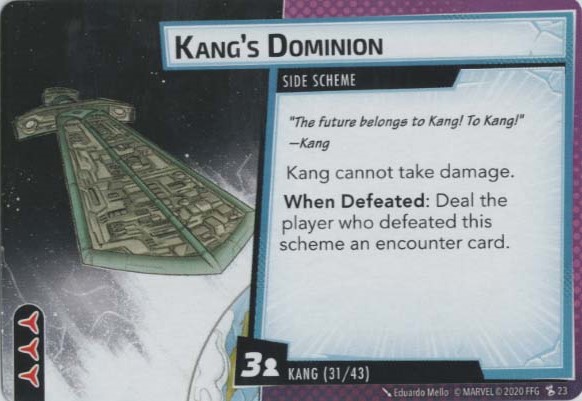 KANG'S DOMINION
SIDE SCHEME
"The future belongs to Kang! To Kang!"
—Kang
Kang cannot take damage.
When Defeated: Deal the
player who defeated this
scheme an encounter card.
3
KANG (31/43)
Eduardo Mello © MARVEL © 2020 FFG 23